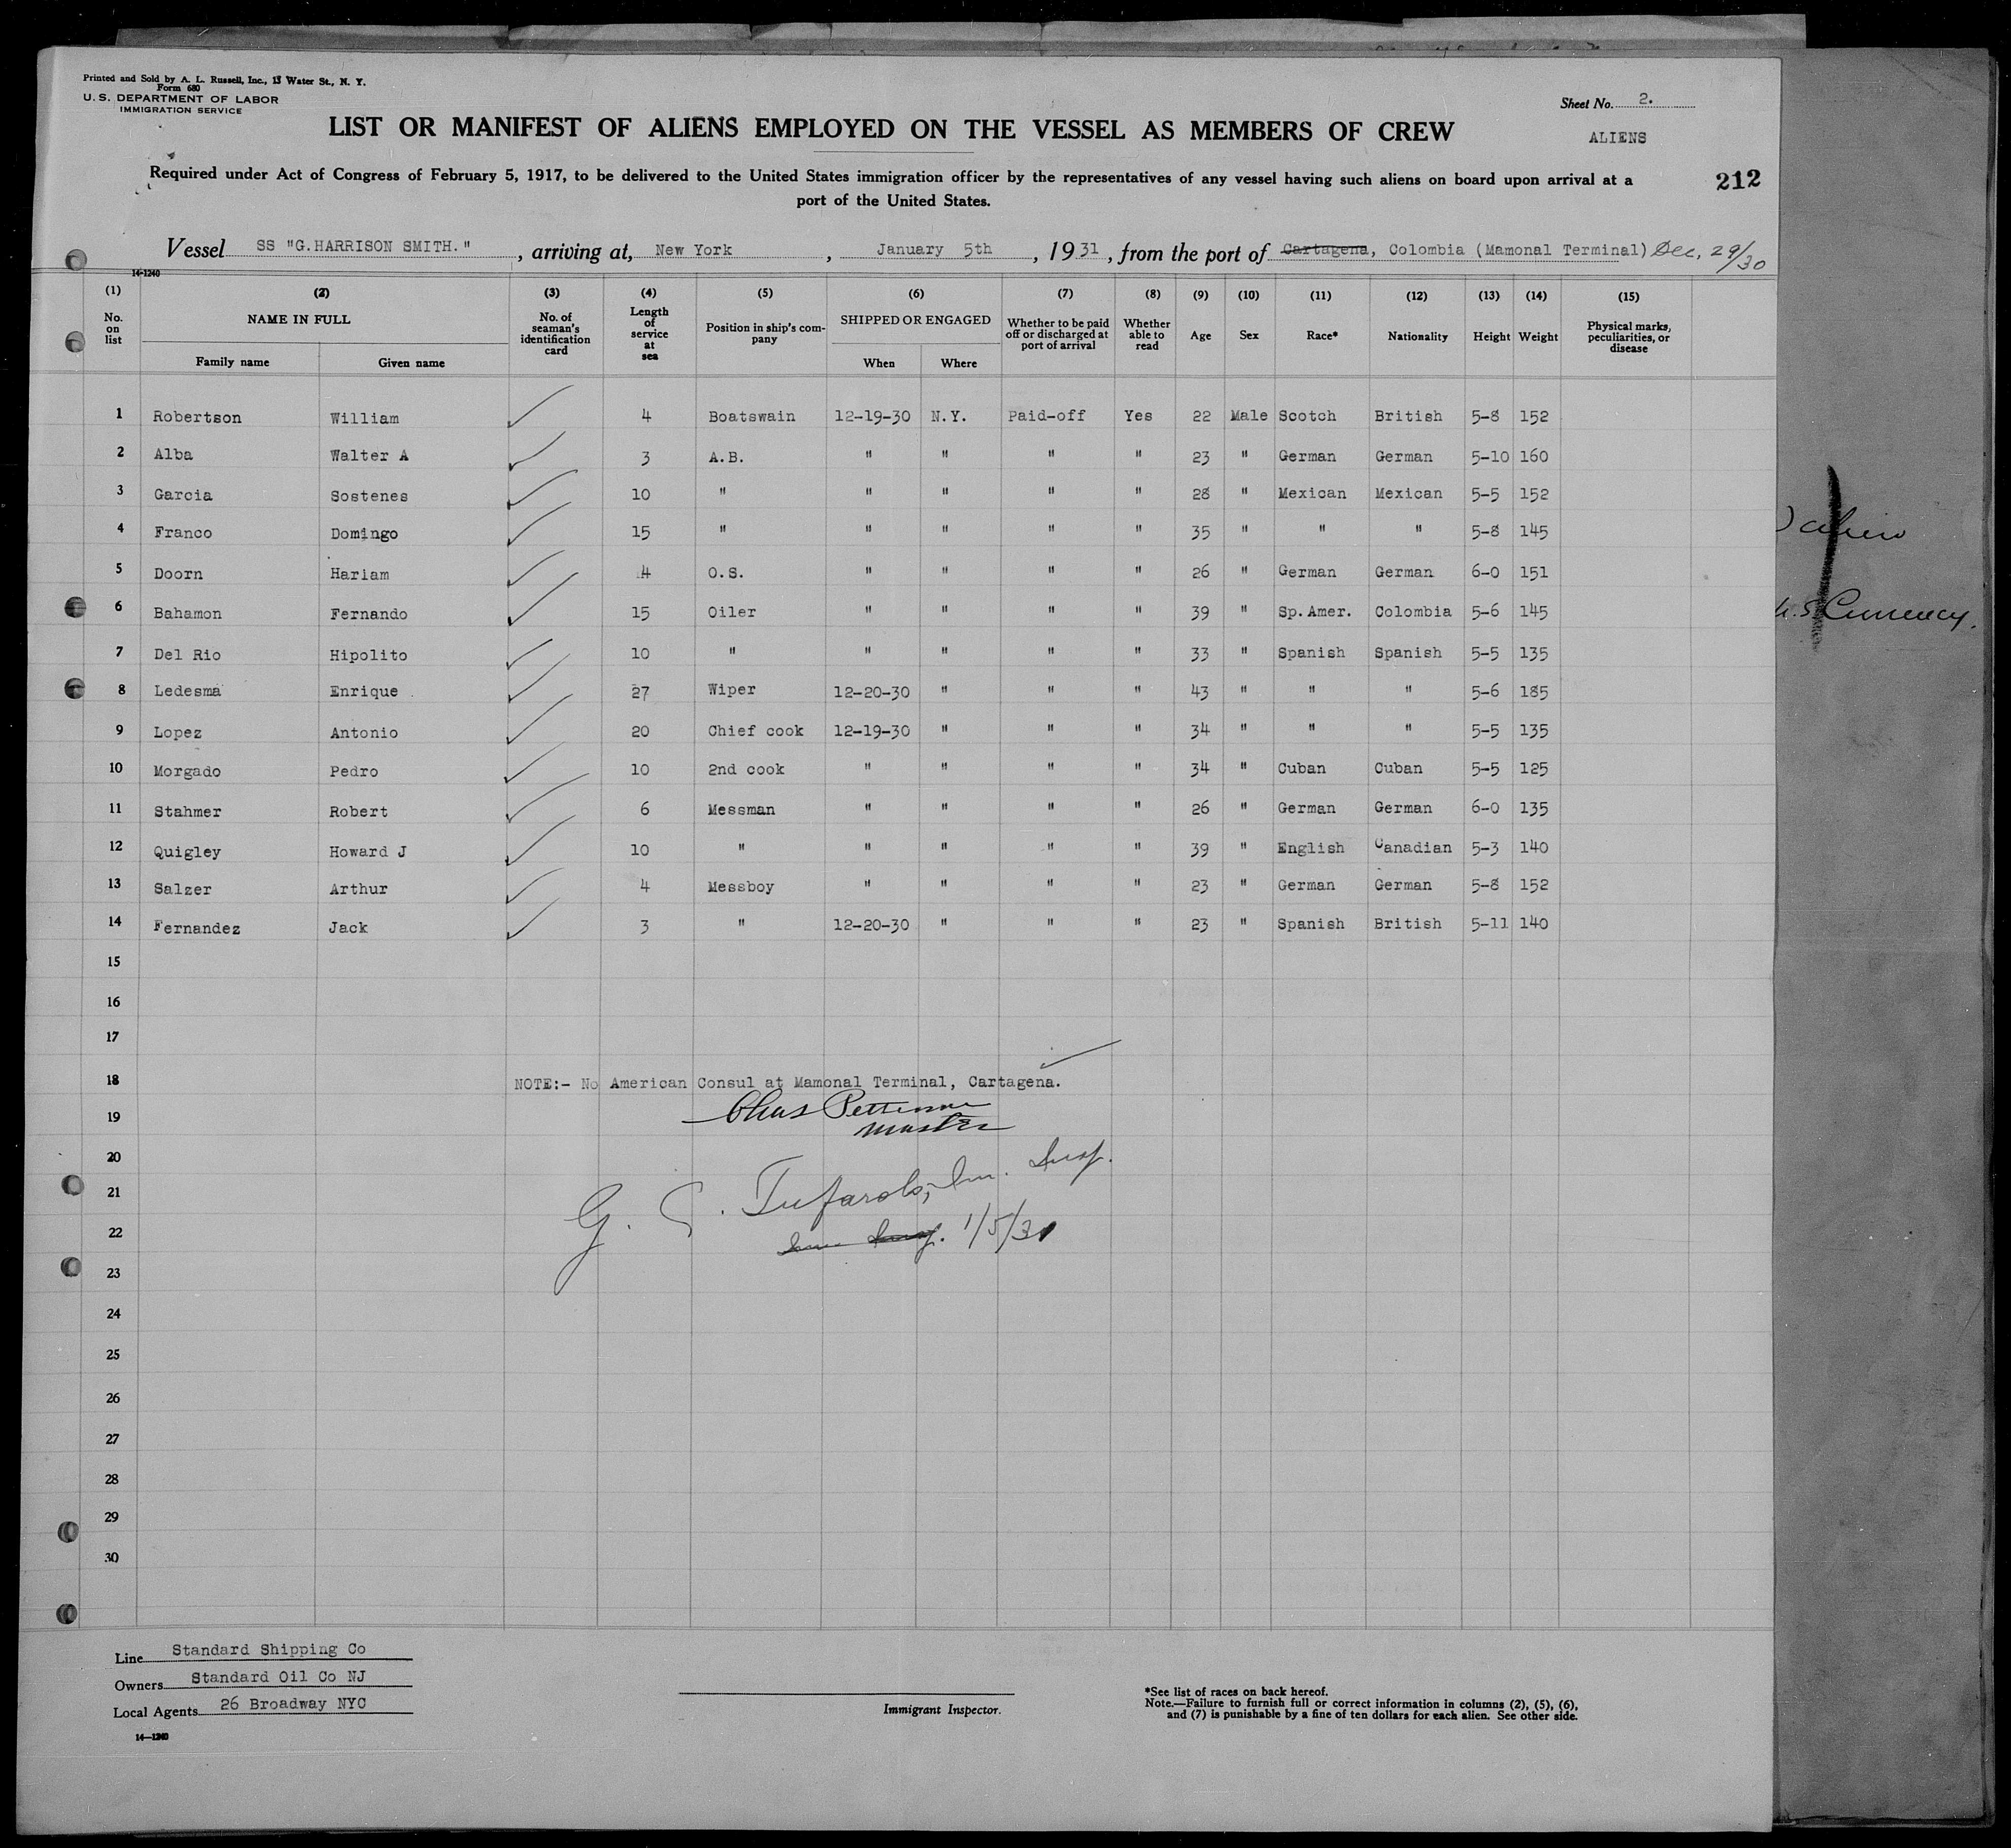 Printed and Sold by A. L. Russell, Inc., 13 Water St., N. Y.
Form 680
U. S. DEPARTMENT OF LABOR
IMMIGRATION SERVICE
Sheet No. 2.
ALIENS
LIST OR MANIFEST OF ALIENS EMPLOYED ON THE VESSEL AS MEMBERS OF CREW
212
Required under Act of Congress of February 5, 1917, to be delivered to the United States immigration officer by the representatives of any vessel having such aliens on board upon arrival at a
port of the United States.
Vessel SS "G.HARRISON SMITH.", arriving at, New York, January 5th, 1931, from the port of Cartagena, Colombia (Mamonal Terminal) Dec, 29/30
14-1240
(1) (2) (3) (4) (5) (6) (7) (8) (9) (10) (11) (12) (13) (14) (15)
No. on list NAME IN FULL Family name Given name No. of seaman's identification card Length of service at sea Position in ship's company SHIPPED OR ENGAGED When Where Whether to be paid off or discharged at port of arrival Whether able to read Age Sex Race* Nationality Height Weight Physical marks, peculiarities, or disease
1 Robertson William 4 Boatswain 12-19-30 N.Y. Paid-off Yes 22 Male Scotch British 5-8 152
2 Alba Walter A 3 A.B. " " " " 23 " German German 5-10 160
3 Garcia Sostenes 10 " " " " " 28 " Mexican Mexican 5-5 152
4 Franco Domingo 15 " " " " " 35 " " " 5-8 145
5 Doorn Hariam 4 O.S. " " " " 26 " German German 6-0 151
6 Bahamon Fernando 15 Oiler " " " " 39 " Sp.Amer. Colombia 5-6 145
7 Del Rio Hipolito 10 " " " " " 33 " Spanish Spanish 5-5 135
8 Ledesma Enrique 27 Wiper 12-20-30 " " " 43 " " " 5-6 185
9 Lopez Antonio 20 Chief cook 12-19-30 " " " 34 " " " 5-5 135
10 Morgado Pedro 10 2nd cook " " " " 34 " Cuban Cuban 5-5 125
11 Stahmer Robert 6 Messman " " " " 26 " German German 6-0 135
12 Quigley Howard J 10 " " " " " 39 " English Canadian 5-3 140
13 Salzer Arthur 4 Messboy " " " " 23 " German German 5-8 152
14 Fernandez Jack 3 " 12-20-30 " " " 23 " Spanish British 5-11 140
15
16
17
18 NOTE:- No American Consul at Mamonal Terminal, Cartagena.
19 Chas
Master
20
21 G. Imm. Insp.
22 Imm Insp. 1/5/31
23
24
25
26
27
28
29
30
U.S Currency.
Line Standard Shipping Co
Owners Standard Oil Co NJ
Local Agents 26 Broadway NYC
14-1240
Immigrant Inspector.
*See list of races on back hereof.
Note.—Failure to furnish full or correct information in columns (2), (5), (6),
and (7) is punishable by a fine of ten dollars for each alien. See other side.